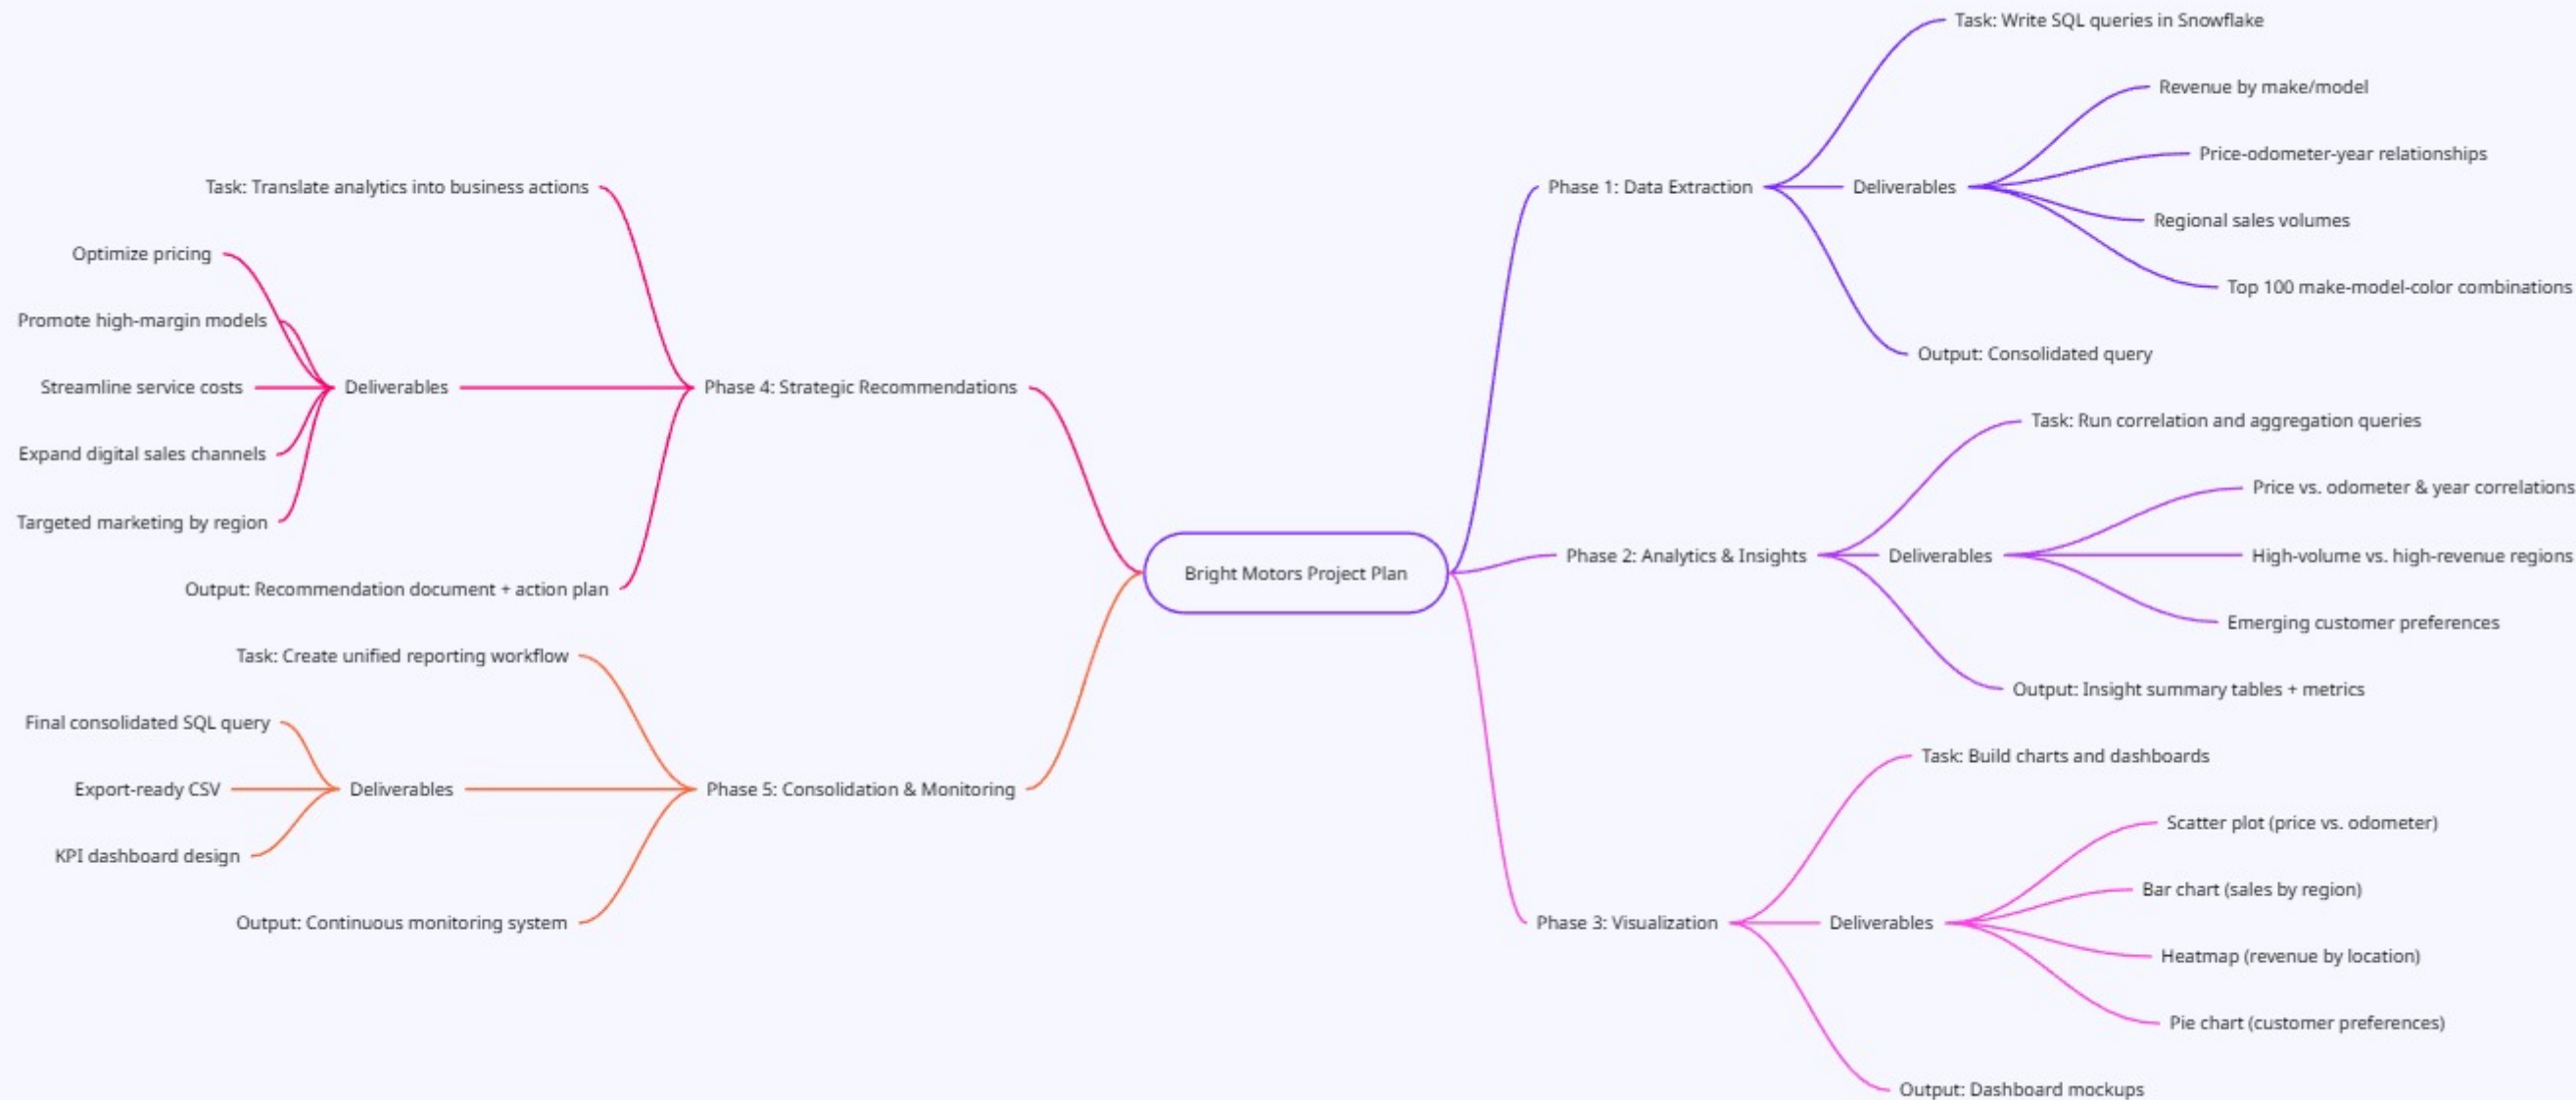 Bright Motors Project Plan
Phase 1: Data Extraction
Task: Write SQL queries in Snowflake
Deliverables
Revenue by make/model
Price-odometer-year relationships
Regional sales volumes
Top 100 make-model-color combinations
Output: Consolidated query
Phase 2: Analytics & Insights
Task: Run correlation and aggregation queries
Deliverables
Price vs. odometer & year correlations
High-volume vs. high-revenue regions
Emerging customer preferences
Output: Insight summary tables + metrics
Phase 3: Visualization
Task: Build charts and dashboards
Deliverables
Scatter plot (price vs. odometer)
Bar chart (sales by region)
Heatmap (revenue by location)
Pie chart (customer preferences)
Output: Dashboard mockups
Phase 4: Strategic Recommendations
Task: Translate analytics into business actions
Deliverables
Optimize pricing
Promote high-margin models
Streamline service costs
Expand digital sales channels
Targeted marketing by region
Output: Recommendation document + action plan
Phase 5: Consolidation & Monitoring
Task: Create unified reporting workflow
Deliverables
Final consolidated SQL query
Export-ready CSV
KPI dashboard design
Output: Continuous monitoring system